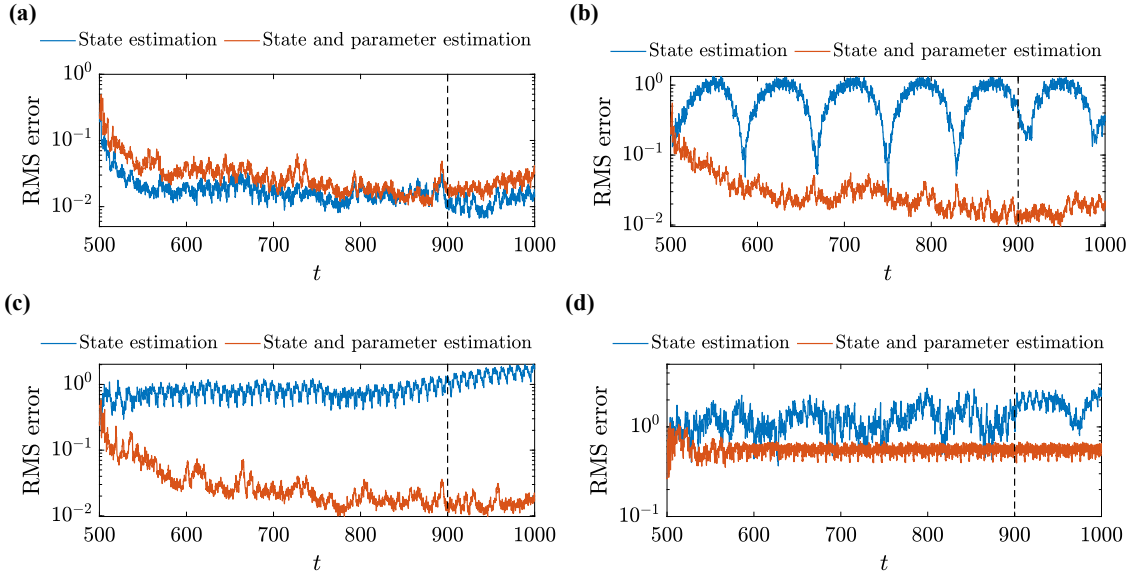 (a)
State estimation State and parameter estimation
10^0
10^-1
10^-2
RMS error
500 600 700 800 900 1000
t
(b)
State estimation State and parameter estimation
10^0
10^-1
10^-2
RMS error
500 600 700 800 900 1000
t
(c)
State estimation State and parameter estimation
10^0
10^-1
10^-2
RMS error
500 600 700 800 900 1000
t
(d)
State estimation State and parameter estimation
10^0
10^-1
RMS error
500 600 700 800 900 1000
t